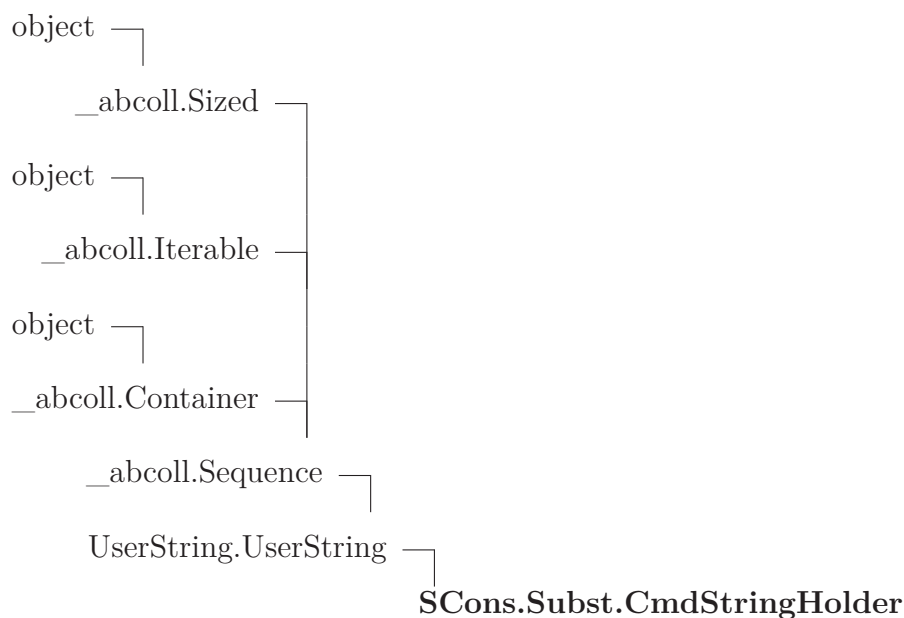 object
_abcoll.Sized
object
_abcoll.Iterable
object
_abcoll.Container
_abcoll.Sequence
UserString.UserString
SCons.Subst.CmdStringHolder